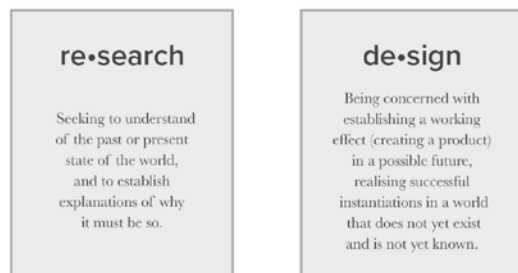 re•search
Seeking to understand
of the past or present
state of the world,
and to establish
explanations of why
it must be so.
de•sign
Being concerned with
establishing a working
effect (creating a product)
in a possible future,
realising successful
instantiations in a world
that does not yet exist
and is not yet known.